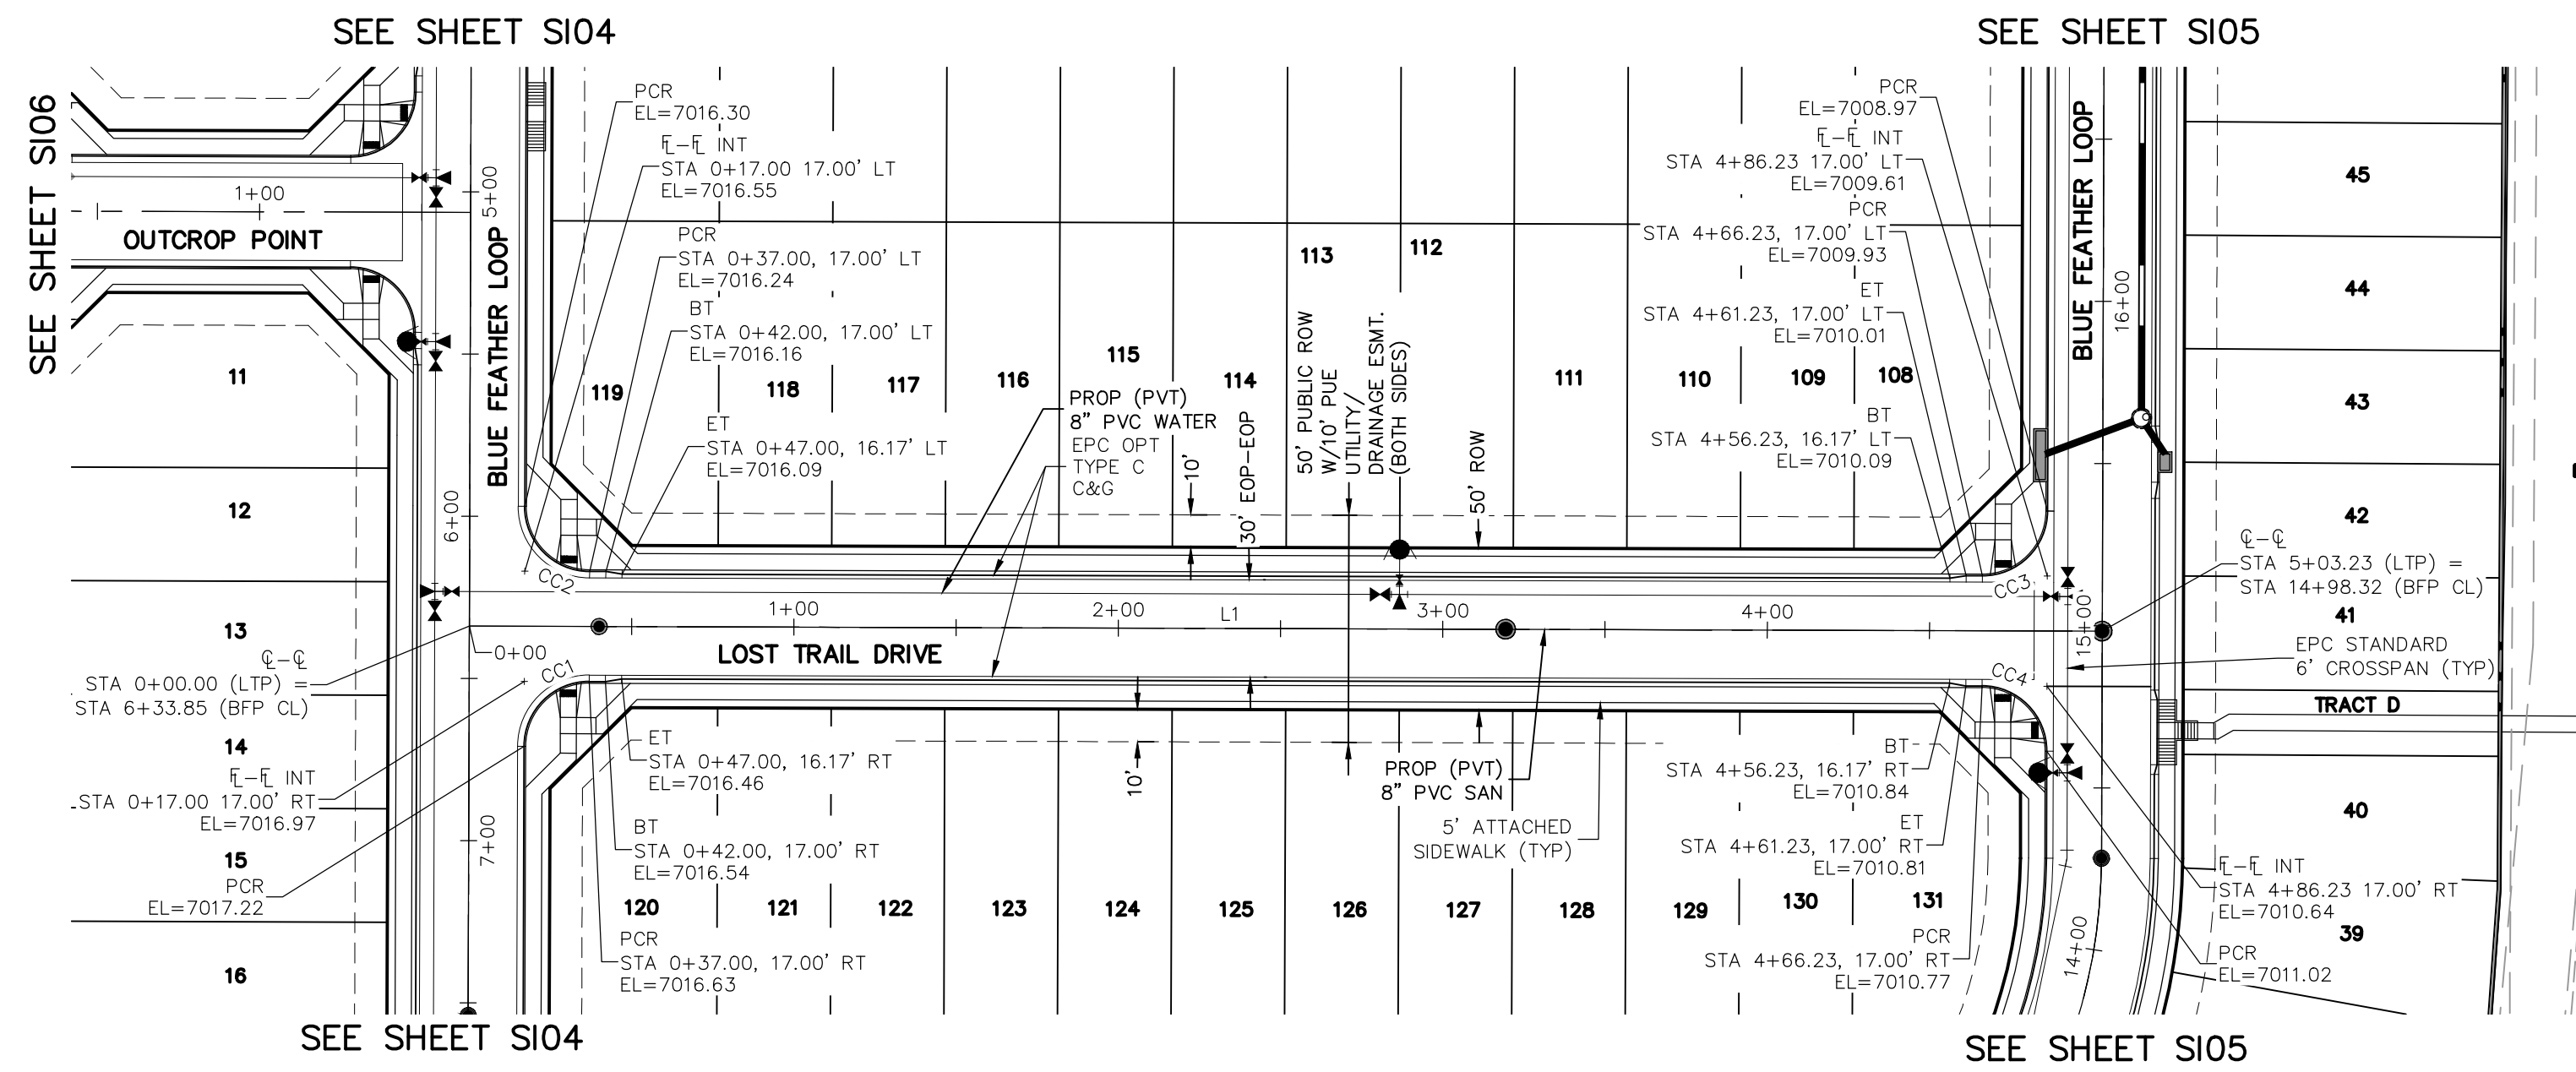 SEE SHEET SI04
SEE SHEET SI05
SEE SHEET SI06
1+00
OUTCROP POINT
5+00
BLUE FEATHER LOOP
6+00
7+00
PCR
EL=7016.30
FL-FL INT
STA 0+17.00 17.00' LT
EL=7016.55
PCR
STA 0+37.00, 17.00' LT
EL=7016.24
BT
STA 0+42.00, 17.00' LT
EL=7016.16
ET
STA 0+47.00, 16.17' LT
EL=7016.09
119
118
117
116
115
114
113
112
111
110
109
108
PROP (PVT)
8" PVC WATER
EPC OPT
TYPE C
C&G
10'
30' EOP-EOP
50' PUBLIC ROW
W/10' PUE
UTILITY/
DRAINAGE ESMT.
(BOTH SIDES)
50' ROW
PCR
EL=7008.97
FL-FL INT
STA 4+86.23 17.00' LT
EL=7009.61
PCR
STA 4+66.23, 17.00' LT
EL=7009.93
ET
STA 4+61.23, 17.00' LT
EL=7010.01
BT
STA 4+56.23, 16.17' LT
EL=7010.09
BLUE FEATHER LOOP
16+00
15+00
14+00
45
44
43
42
CL-CL
STA 5+03.23 (LTP) =
STA 14+98.32 (BFP CL)
41
EPC STANDARD
6' CROSSPAN (TYP)
TRACT D
40
39
11
12
13
CL-CL
STA 0+00.00 (LTP) =
STA 6+33.85 (BFP CL)
14
FL-FL INT
STA 0+17.00 17.00' RT
EL=7016.97
15
PCR
EL=7017.22
16
CC2
CC3
0+00
1+00
2+00
L1
3+00
4+00
LOST TRAIL DRIVE
CC1
CC4
ET
STA 0+47.00, 16.17' RT
EL=7016.46
BT
STA 0+42.00, 17.00' RT
EL=7016.54
PCR
STA 0+37.00, 17.00' RT
EL=7016.63
10'
PROP (PVT)
8" PVC SAN
5' ATTACHED
SIDEWALK (TYP)
BT
STA 4+56.23, 16.17' RT
EL=7010.84
ET
STA 4+61.23, 17.00' RT
EL=7010.81
PCR
STA 4+66.23, 17.00' RT
EL=7010.77
120
121
122
123
124
125
126
127
128
129
130
131
FL-FL INT
STA 4+86.23 17.00' RT
EL=7010.64
PCR
EL=7011.02
SEE SHEET SI04
SEE SHEET SI05